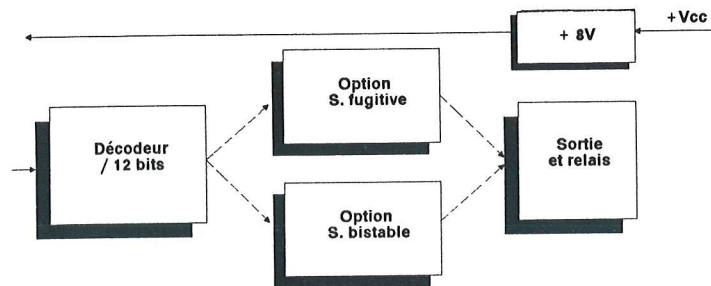 + 8V
+Vcc
Option
S. fugitive
Décodeur
/ 12 bits
Sortie
et relais
Option
S. bistable